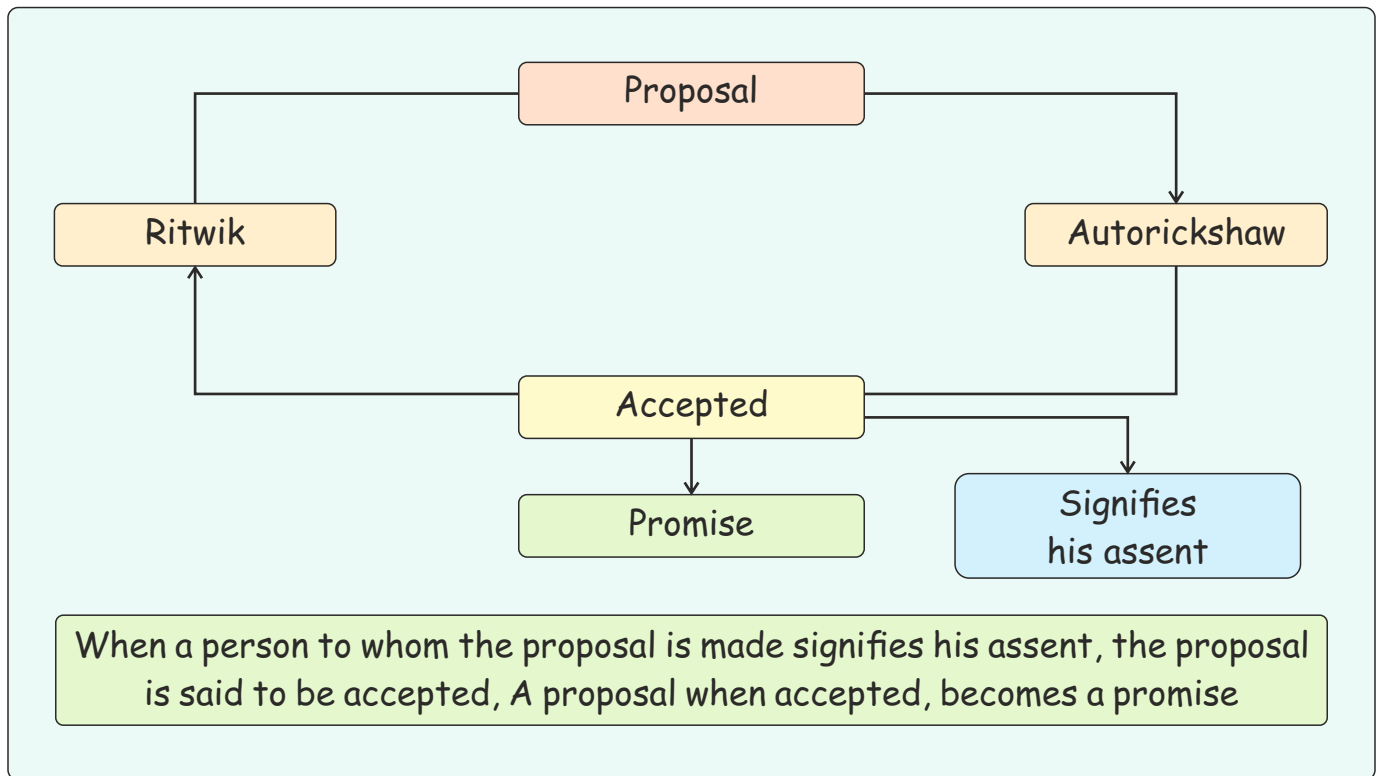 Proposal
Ritwik
Autorickshaw
Accepted
Promise
Signifies
his assent
When a person to whom the proposal is made signifies his assent, the proposal
is said to be accepted, A proposal when accepted, becomes a promise